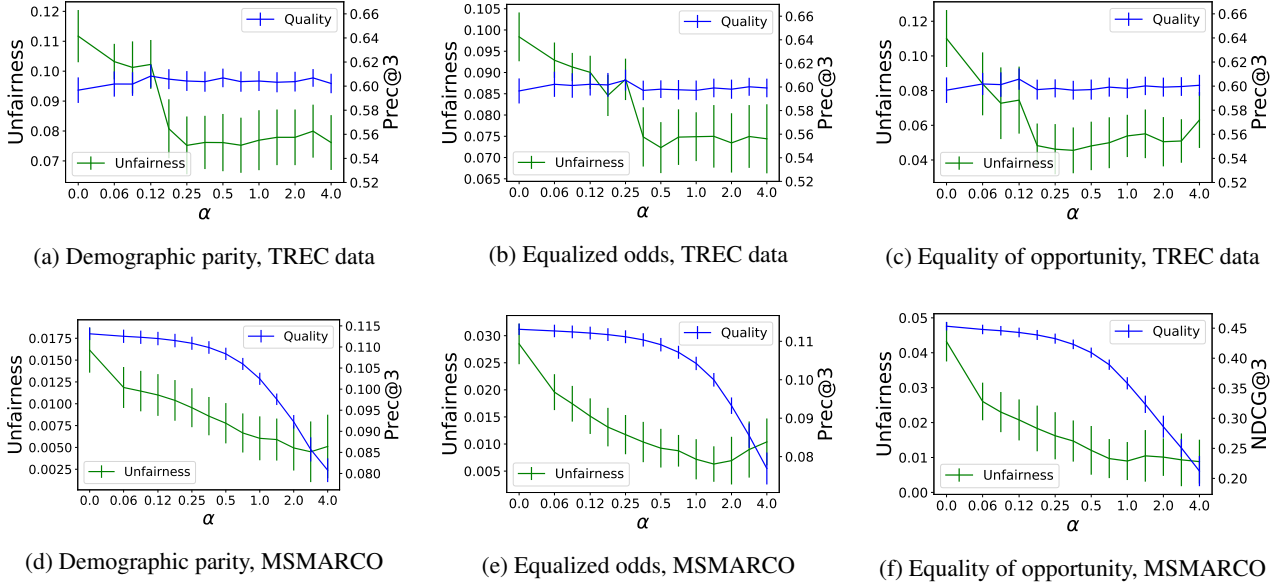 0.12
0.11
0.10
0.09
0.08
0.07
Unfairness
Quality
Unfairness
0.66
0.64
0.62
0.60
0.58
0.56
0.54
0.52
Prec@3
0.0 0.06 0.12 0.25 0.5 1.0 2.0 4.0
α
(a) Demographic parity, TREC data
0.105
0.100
0.095
0.090
0.085
0.080
0.075
0.070
0.065
Unfairness
Quality
Unfairness
0.66
0.64
0.62
0.60
0.58
0.56
0.54
0.52
Prec@3
0.0 0.06 0.12 0.25 0.5 1.0 2.0 4.0
α
(b) Equalized odds, TREC data
0.12
0.10
0.08
0.06
0.04
Unfairness
Quality
Unfairness
0.66
0.64
0.62
0.60
0.58
0.56
0.54
0.52
Prec@3
0.0 0.06 0.12 0.25 0.5 1.0 2.0 4.0
α
(c) Equality of opportunity, TREC data
0.0175
0.0150
0.0125
0.0100
0.0075
0.0050
0.0025
Unfairness
Quality
Unfairness
0.115
0.110
0.105
0.100
0.095
0.090
0.085
0.080
Prec@3
0.0 0.06 0.12 0.25 0.5 1.0 2.0 4.0
α
(d) Demographic parity, MSMARCO
0.030
0.025
0.020
0.015
0.010
0.005
Unfairness
Quality
Unfairness
0.11
0.10
0.09
0.08
Prec@3
0.0 0.06 0.12 0.25 0.5 1.0 2.0 4.0
α
(e) Equalized odds, MSMARCO
0.05
0.04
0.03
0.02
0.01
0.00
Unfairness
Quality
Unfairness
0.45
0.40
0.35
0.30
0.25
0.20
NDCG@3
0.0 0.06 0.12 0.25 0.5 1.0 2.0 4.0
α
(f) Equality of opportunity, MSMARCO